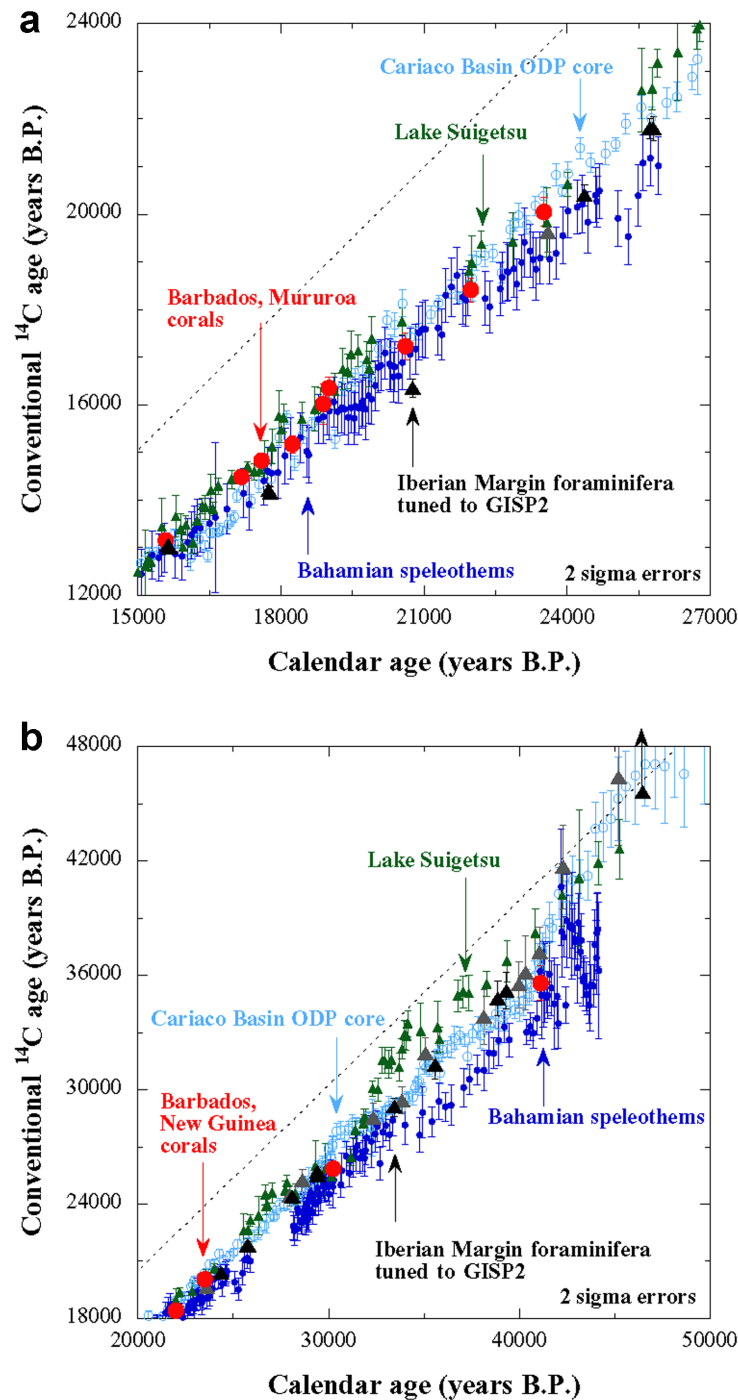 a
24000
20000
16000
12000
Conventional ¹⁴C age (years B.P.)
Cariaco Basin ODP core
Lake Suigetsu
Barbados, Mururoa
corals
Iberian Margin foraminifera
tuned to GISP2
Bahamian speleothems
2 sigma errors
15000
18000
21000
24000
27000
Calendar age (years B.P.)
b
48000
42000
36000
30000
24000
18000
Conventional ¹⁴C age (years B.P.)
Lake Suigetsu
Cariaco Basin ODP core
Barbados,
New Guinea
corals
Bahamian speleothems
Iberian Margin foraminifera
tuned to GISP2
2 sigma errors
20000
30000
40000
50000
Calendar age (years B.P.)